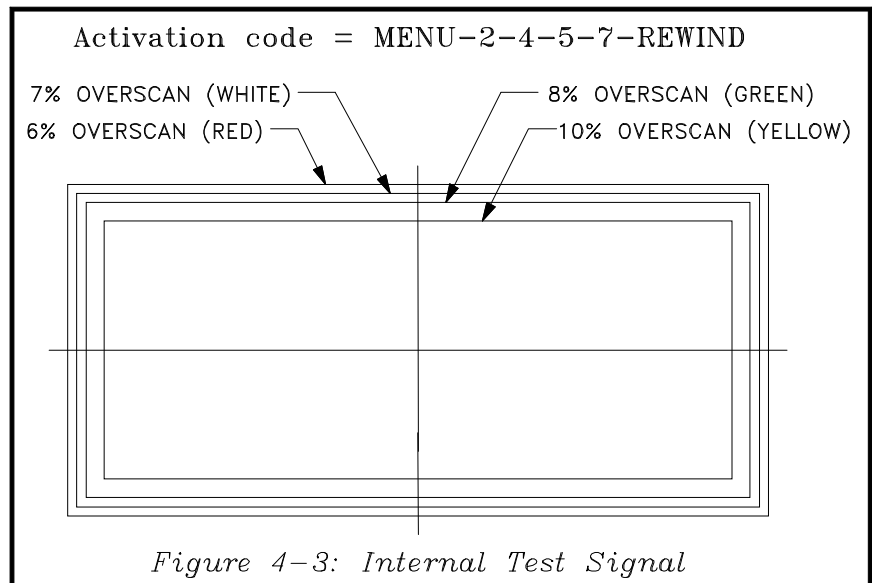 Activation code = MENU-2-4-5-7-REWIND
7% OVERSCAN (WHITE)
8% OVERSCAN (GREEN)
6% OVERSCAN (RED)
10% OVERSCAN (YELLOW)
Figure 4-3: Internal Test Signal